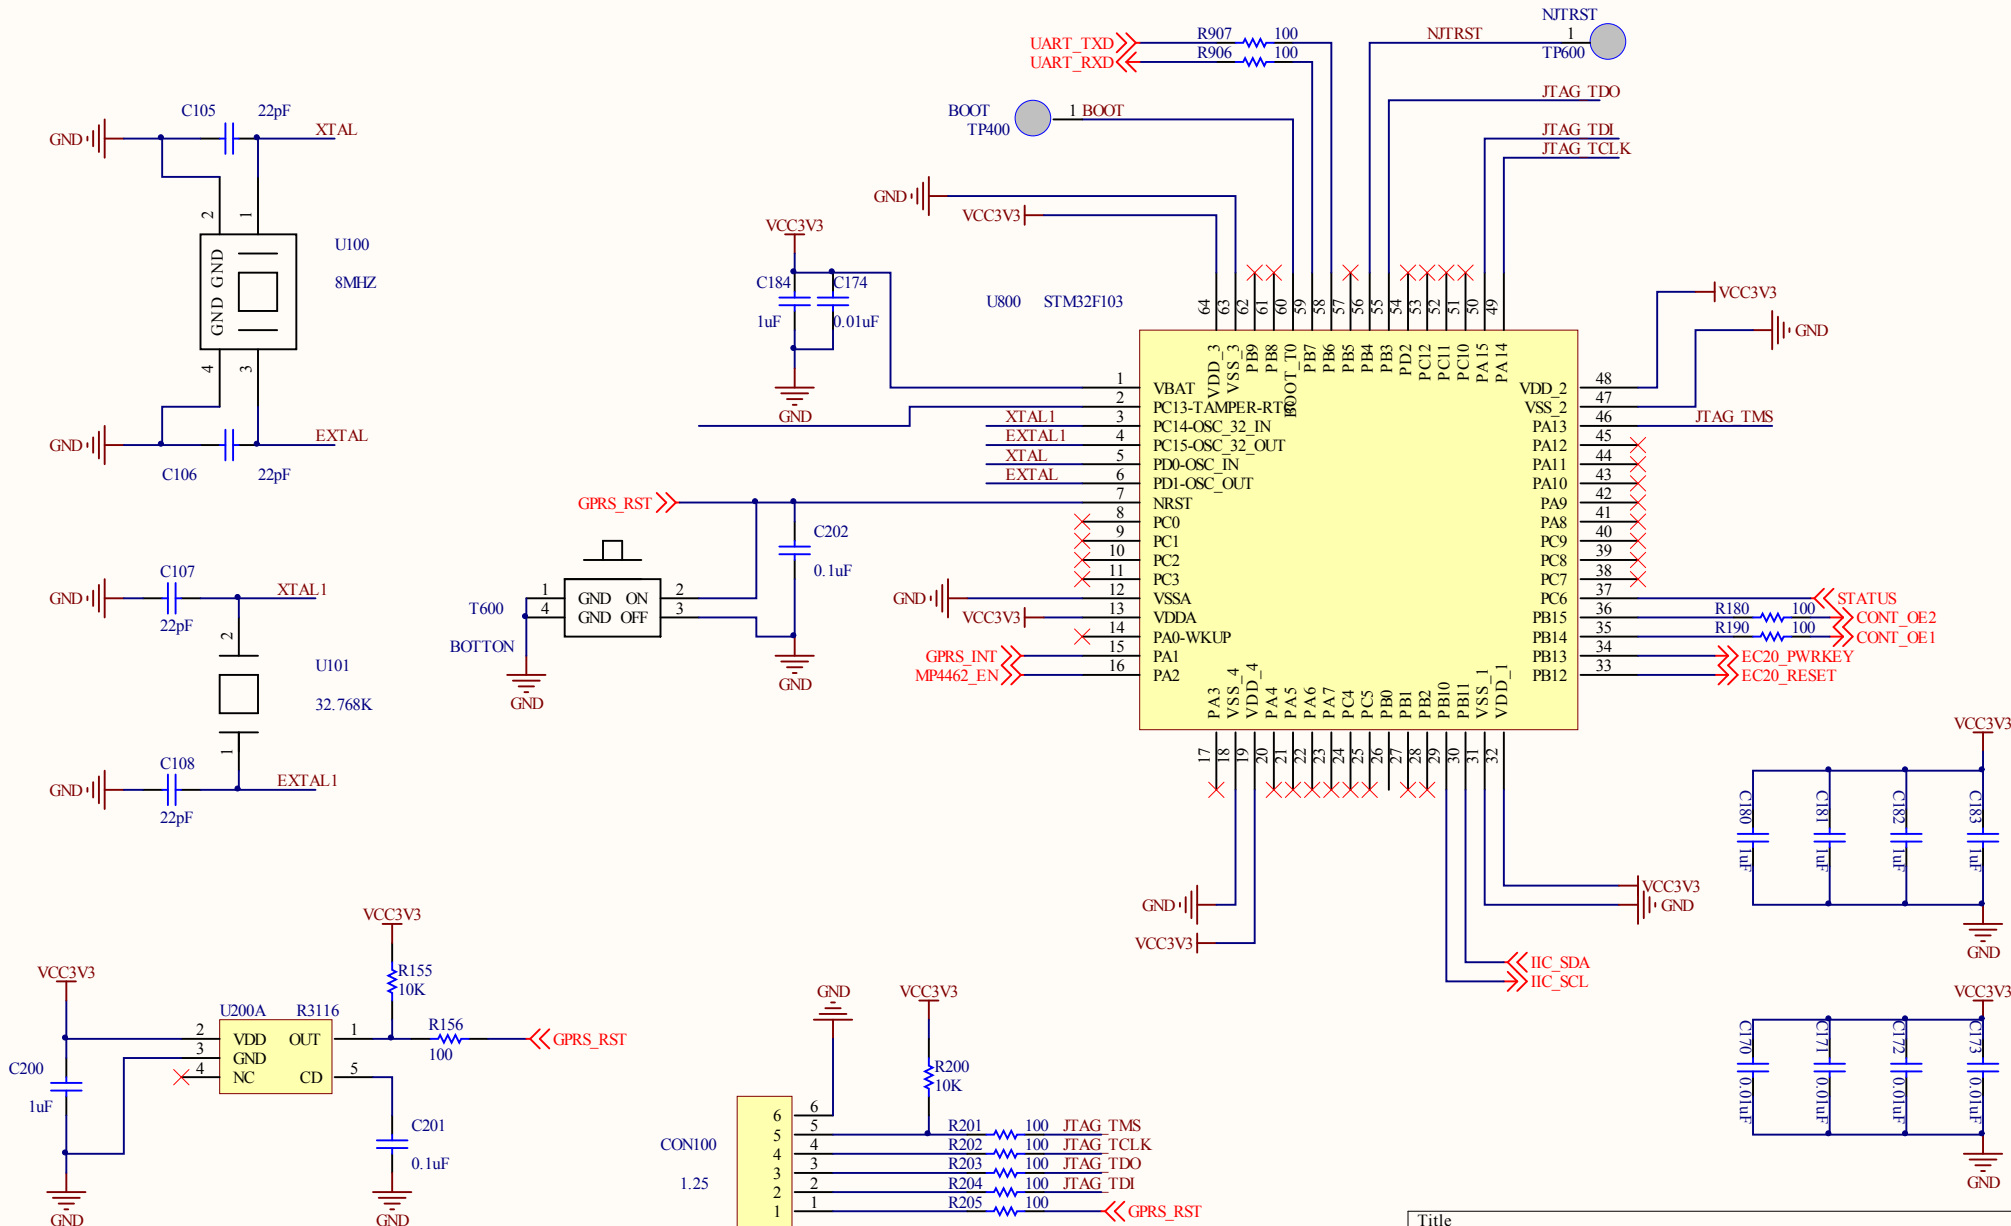 NJTRST
UART_TXD R907 100 NJTRST 1
UART_RXD R906 100 TP600
JTAG_TDO
BOOT 1 BOOT
TP400
C105 22pF
GND XTAL
JTAG_TDI
JTAG_TCLK
GND
VCC3V3
2 1
GND GND
U100
8MHZ
4 3
GND EXTAL
C106 22pF
VCC3V3
C184 C174
1uF 0.01uF
GND
U800 STM32F103
64 63 62 61 60 59 58 57 56 55 54 53 52 51 50 49
VDD_3 VSS_3 PB9 PB8 BOOT_T0 PB7 PB6 PB5 PB4 PB3 PD2 PC12 PC11 PC10 PA15 PA14
VCC3V3
GND
1 VBAT VDD_2 48
2 PC13-TAMPER-RTC VSS_2 47
XTAL1 3 PC14-OSC_32_IN PA13 46 JTAG_TMS
EXTAL1 4 PC15-OSC_32_OUT PA12 45
XTAL 5 PD0-OSC_IN PA11 44
EXTAL 6 PD1-OSC_OUT PA10 43
GPRS_RST 7 NRST PA9 42
8 PC0 PA8 41
9 PC1 PC9 40
10 PC2 PC8 39
11 PC3 PC7 38
GND 12 VSSA PC6 37 STATUS
VCC3V3 13 VDDA PB15 36 R180 100 CONT_OE2
14 PA0-WKUP PB14 35 R190 100 CONT_OE1
GPRS_INT 15 PA1 PB13 34 EC20_PWRKEY
MP4462_EN 16 PA2 PB12 33 EC20_RESET
PA3 VSS_4 VDD_4 PA4 PA5 PA6 PA7 PC4 PC5 PB0 PB1 PB2 PB10 PB11 VSS_1 VDD_1
17 18 19 20 21 22 23 24 25 26 27 28 29 30 31 32
C202
0.1uF
GND
T600
BOTTON
1 GND ON 2
4 GND OFF 3
GND
C107
GND XTAL1
22pF
2
U101
32.768K
1
C108
GND EXTAL1
22pF
GND
VCC3V3
VCC3V3
GND
IIC_SDA
IIC_SCL
VCC3V3
C180 C181 C182 C183
1uF 1uF 1uF 1uF
GND
VCC3V3
C170 C171 C172 C173
0.01uF 0.01uF 0.01uF 0.01uF
GND
VCC3V3
VCC3V3
R155
10K
U200A R3116
2 VDD OUT 1 R156 GPRS_RST
3 GND 100
4 NC CD 5
C200
1uF
C201
0.1uF
GND GND
GND VCC3V3
R200
10K
CON100
1.25
6 6
5 5 R201 100 JTAG_TMS
4 4 R202 100 JTAG_TCLK
3 3 R203 100 JTAG_TDO
2 2 R204 100 JTAG_TDI
1 1 R205 100 GPRS_RST
Title